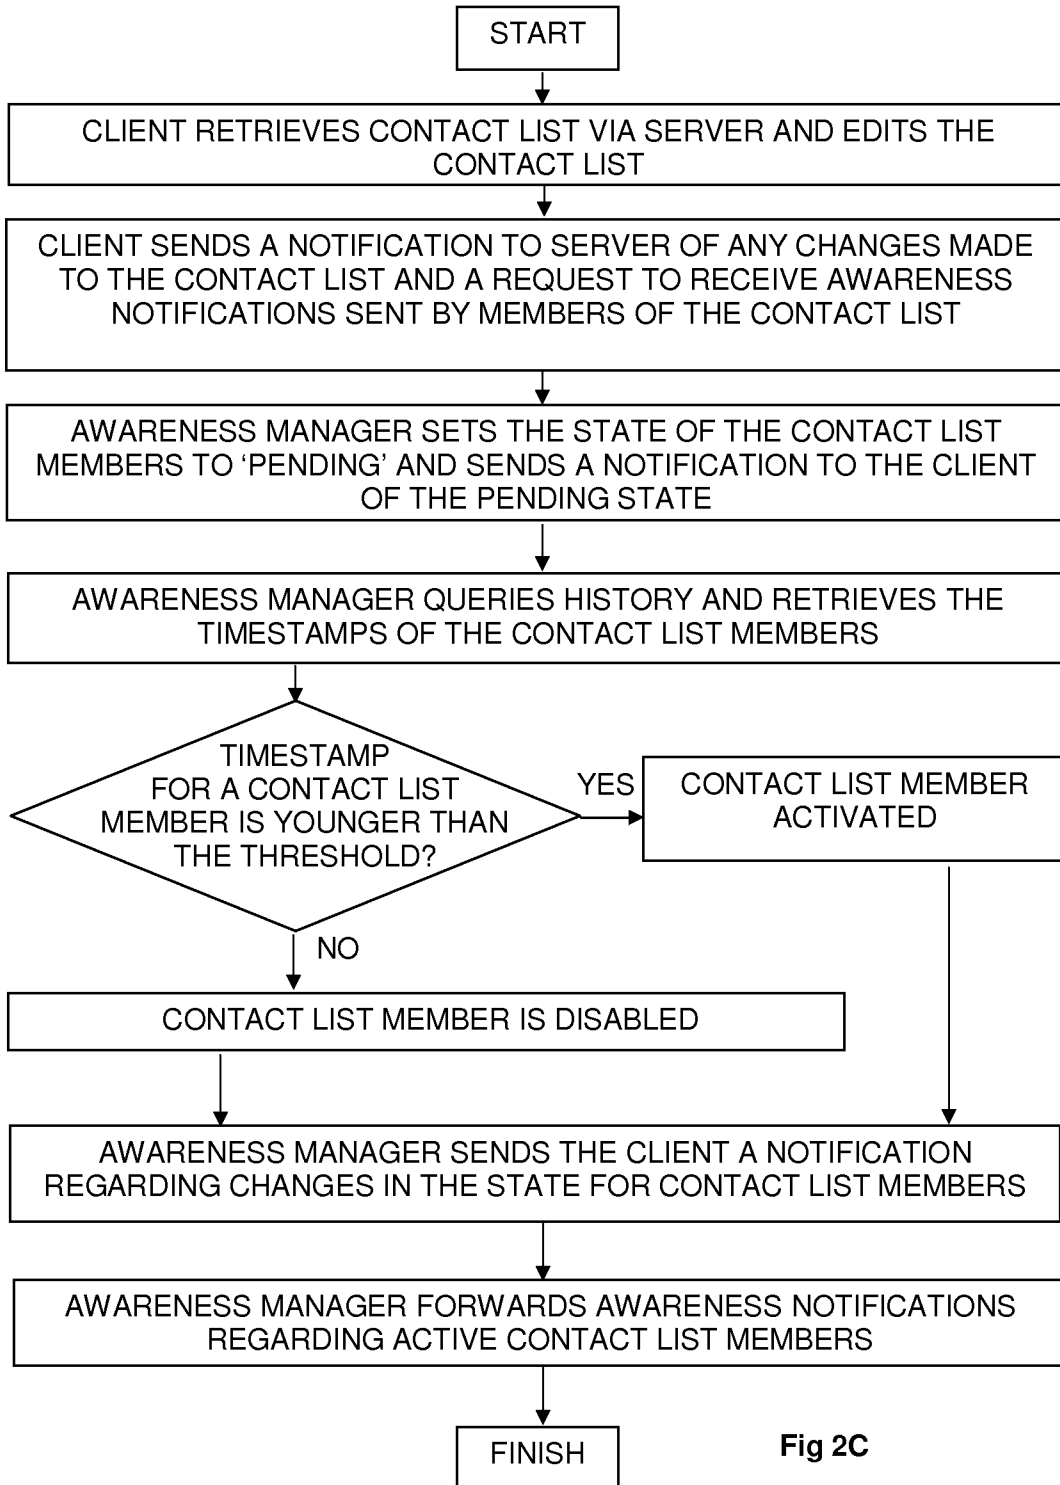 START
CLIENT RETRIEVES CONTACT LIST VIA SERVER AND EDITS THE
CONTACT LIST
CLIENT SENDS A NOTIFICATION TO SERVER OF ANY CHANGES MADE
TO THE CONTACT LIST AND A REQUEST TO RECEIVE AWARENESS
NOTIFICATIONS SENT BY MEMBERS OF THE CONTACT LIST
AWARENESS MANAGER SETS THE STATE OF THE CONTACT LIST
MEMBERS TO ‘PENDING’ AND SENDS A NOTIFICATION TO THE CLIENT
OF THE PENDING STATE
AWARENESS MANAGER QUERIES HISTORY AND RETRIEVES THE
TIMESTAMPS OF THE CONTACT LIST MEMBERS
TIMESTAMP
FOR A CONTACT LIST
MEMBER IS YOUNGER THAN
THE THRESHOLD?
YES
CONTACT LIST MEMBER
ACTIVATED
NO
CONTACT LIST MEMBER IS DISABLED
AWARENESS MANAGER SENDS THE CLIENT A NOTIFICATION
REGARDING CHANGES IN THE STATE FOR CONTACT LIST MEMBERS
AWARENESS MANAGER FORWARDS AWARENESS NOTIFICATIONS
REGARDING ACTIVE CONTACT LIST MEMBERS
FINISH
Fig 2C